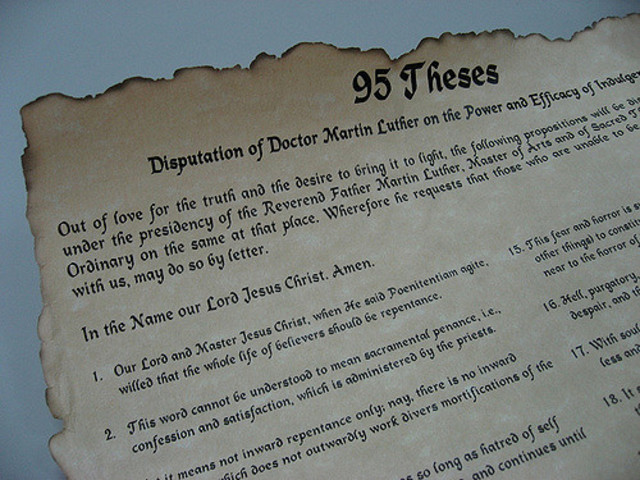 95 Theses
Disputation of Doctor Martin Luther on the Power and Efficacy of
Out of love for the truth and the desire to bring it to light, the following propositions will be
under the presidency of the Reverend Father Martin Luther, Master of Arts and of Sacred
Ordinary on the same at that place. Wherefore he requests that those who are unable to be
with us, may do so by letter.
In the Name our Lord Jesus Christ. Amen.
1. Our Lord and Master Jesus Christ, when He said Poenitentiam agite,
willed that the whole life of believers should be repentance.
2. This word cannot be understood to mean sacramental penance, i.e.,
confession and satisfaction, which is administered by the priests.
it means not inward repentance only; nay, there is no inward
which does not outwardly work divers mortifications of the
so long as hatred of self
and continues until
15. This fear and horror is
other things) to
near to the horror of
16. Hell, purgatory,
despair, and
17. With
less and
18. It